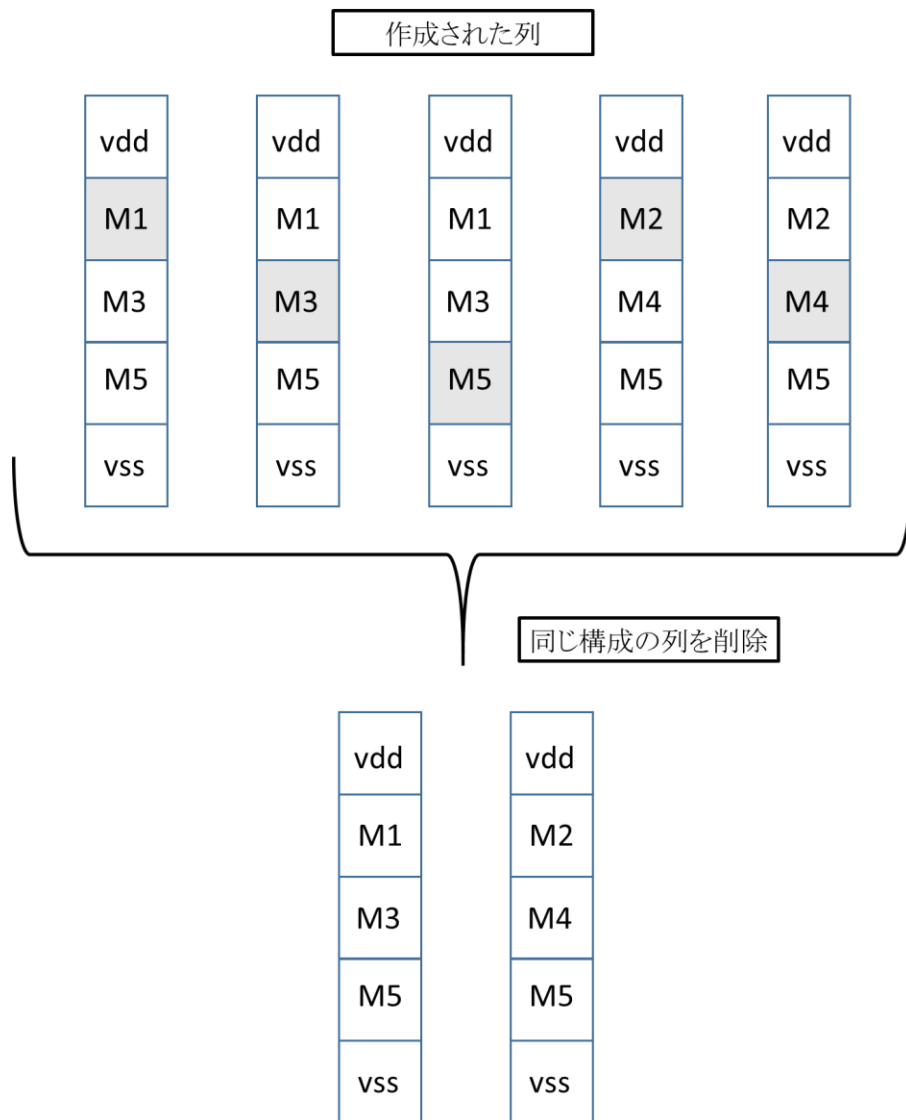 作成された列
vdd vdd vdd vdd vdd
M1 M1 M1 M2 M2
M3 M3 M3 M4 M4
M5 M5 M5 M5 M5
vss vss vss vss vss
同じ構成の列を削除
vdd vdd
M1 M2
M3 M4
M5 M5
vss vss